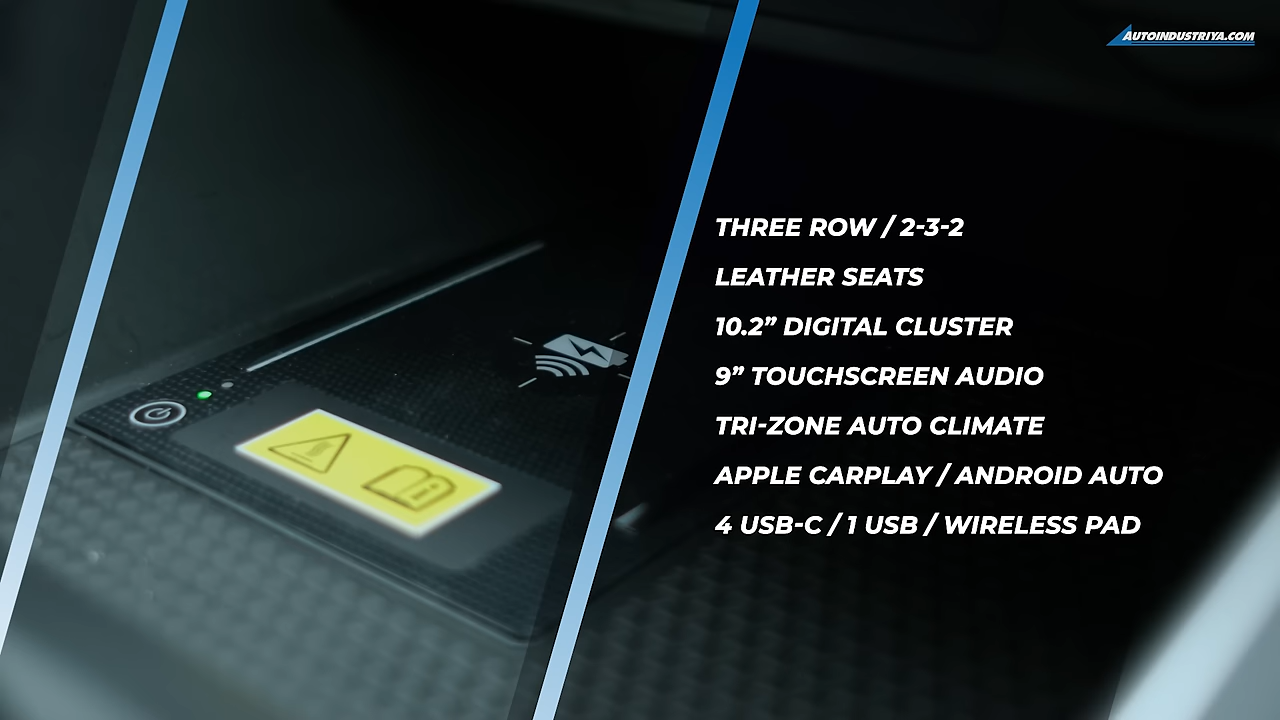 AUTOINDUSTRIYA.COM
THREE ROW / 2-3-2
LEATHER SEATS
10.2” DIGITAL CLUSTER
9” TOUCHSCREEN AUDIO
TRI-ZONE AUTO CLIMATE
APPLE CARPLAY / ANDROID AUTO
4 USB-C / 1 USB / WIRELESS PAD